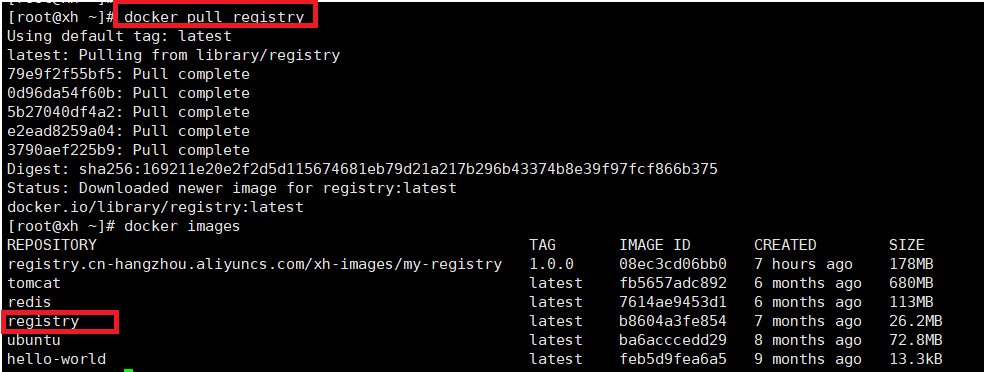 [root@xh ~]# docker pull registry
Using default tag: latest
latest: Pulling from library/registry
79e9f2f55bf5: Pull complete
0d96da54f60b: Pull complete
5b27040df4a2: Pull complete
e2ead8259a04: Pull complete
3790aef225b9: Pull complete
Digest: sha256:169211e20e2f2d5d115674681eb79d21a217b296b43374b8e39f97fcf866b375
Status: Downloaded newer image for registry:latest
docker.io/library/registry:latest
[root@xh ~]# docker images
REPOSITORY TAG IMAGE ID CREATED SIZE
registry.cn-hangzhou.aliyuncs.com/xh-images/my-registry 1.0.0 08ec3cd06bb0 7 hours ago 178MB
tomcat latest fb5657adc892 6 months ago 680MB
redis latest 7614ae9453d1 6 months ago 113MB
registry latest b8604a3fe854 7 months ago 26.2MB
ubuntu latest ba6acccedd29 8 months ago 72.8MB
hello-world latest feb5d9fea6a5 9 months ago 13.3kB